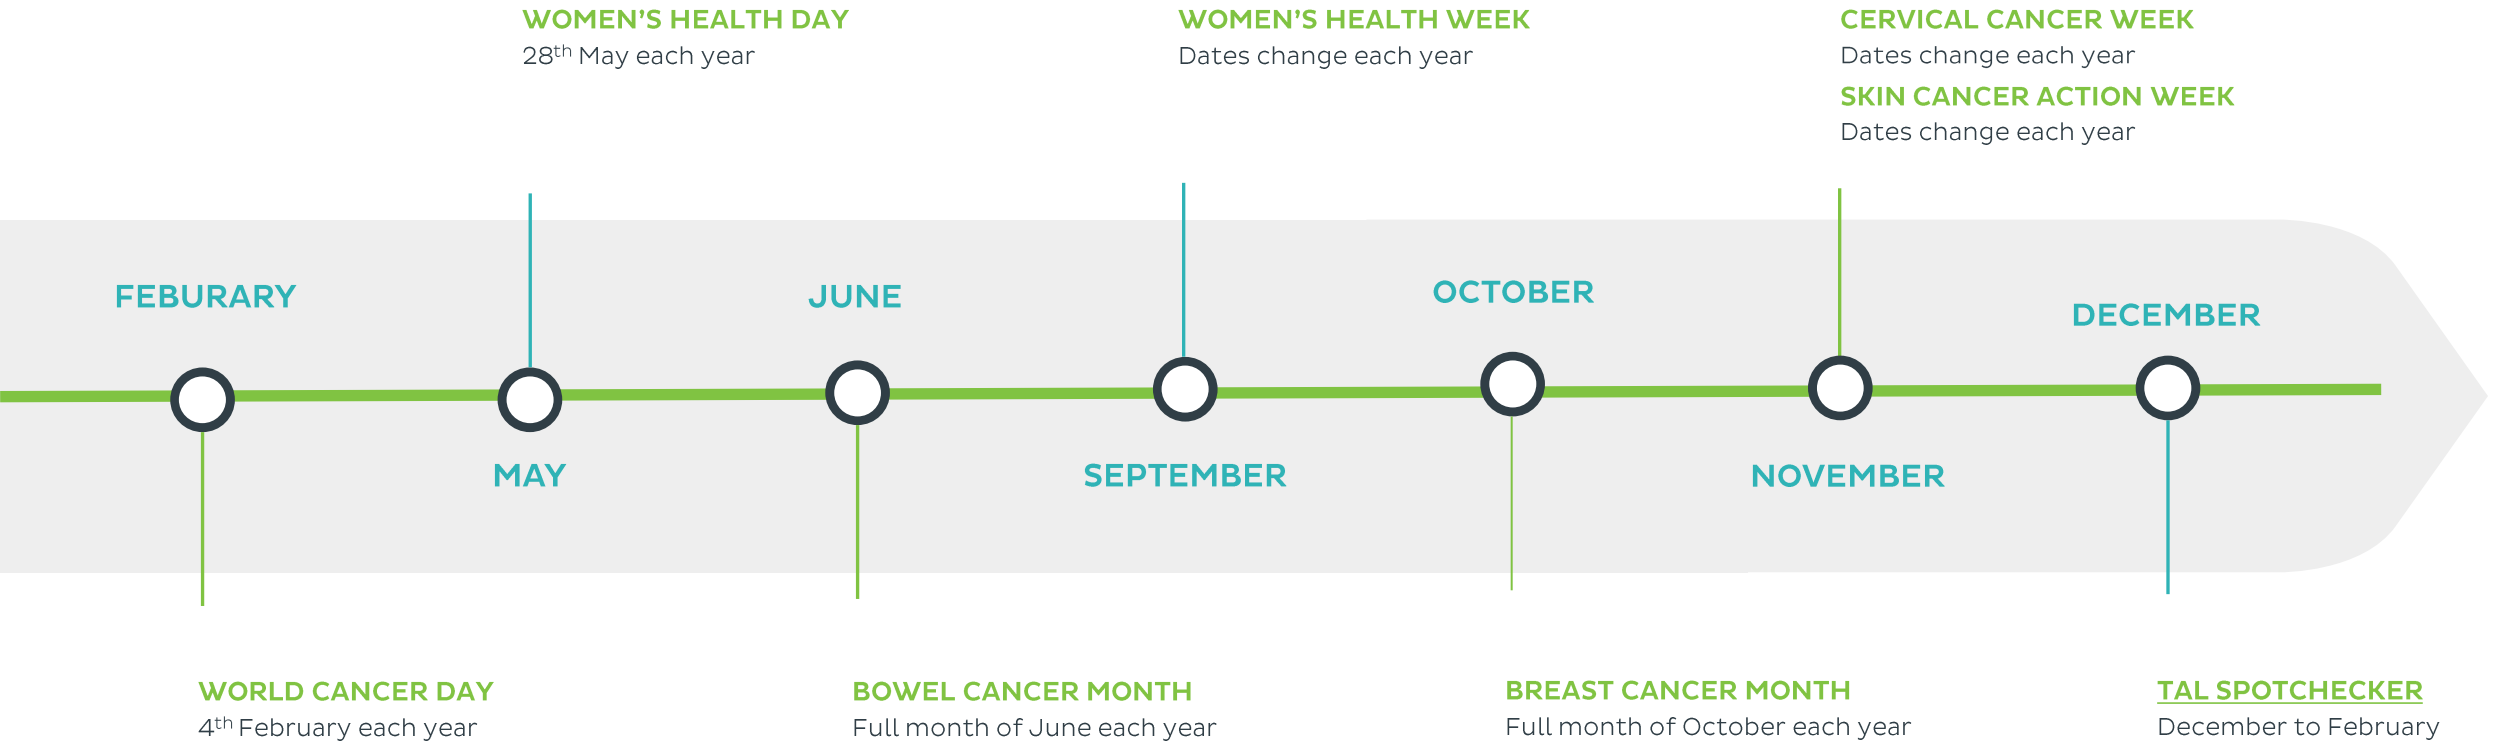 WOMEN'S HEALTH DAY
28th May each year
WOMEN'S HEALTH WEEK
Dates change each year
CERVICAL CANCER WEEK
Dates change each year
SKIN CANCER ACTION WEEK
Dates change each year
FEBURARY
JUNE
OCTOBER
DECEMBER
MAY
SEPTEMBER
NOVEMBER
WORLD CANCER DAY
4th Feburary each year
BOWEL CANCER MONTH
Full month of June each year
BREAST CANCER MONTH
Full month of October each year
TAL SPOTCHECKER
December to February